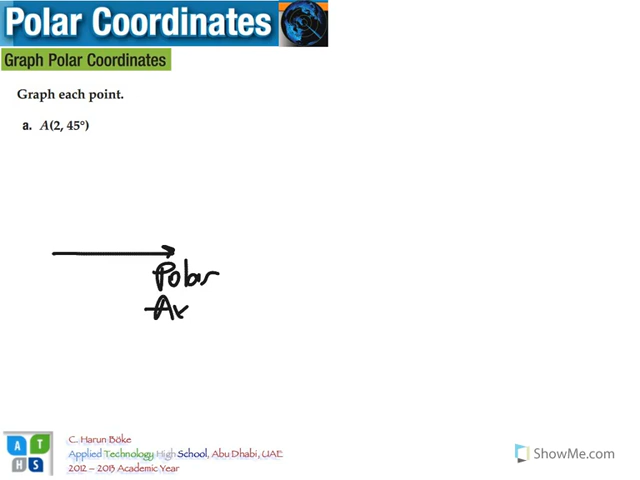 Polar Coordinates
Graph Polar Coordinates
Graph each point.
a. A(2, 45°)
Polar
Ax
A T
H S
C. Harun Böke
Applied Technology High School, Abu Dhabi, UAE
2012 – 2013 Academic Year
ShowMe.com